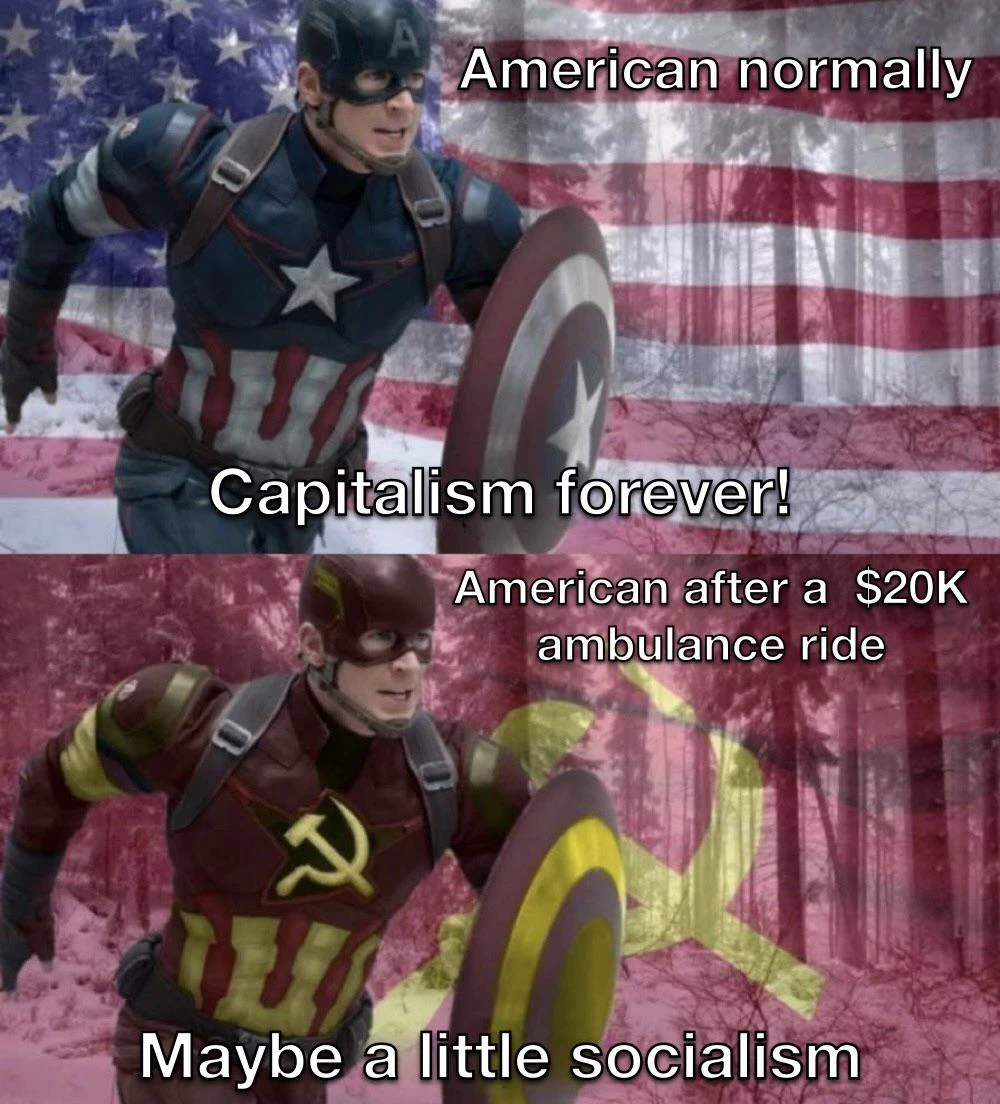 A
American normally
Capitalism forever!
American after a $20K
ambulance ride
Maybe a little socialism